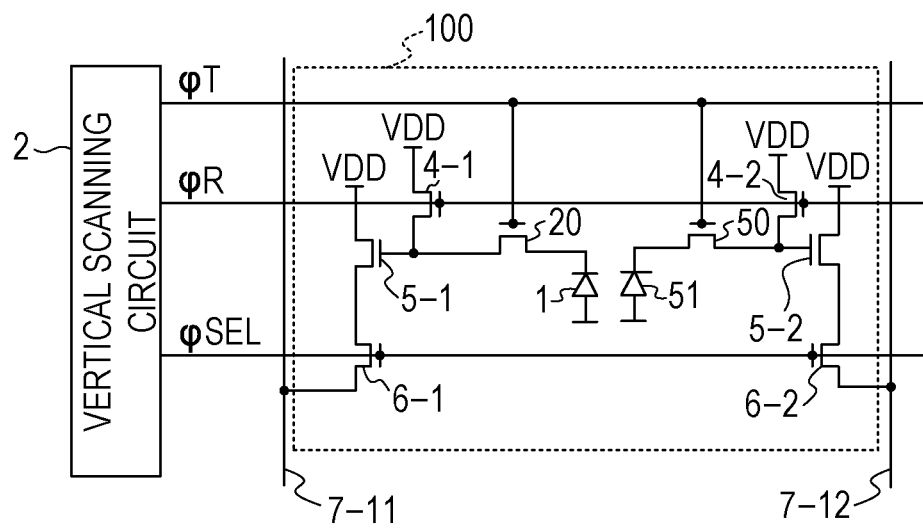 100
φT
2
VERTICAL SCANNING
CIRCUIT
VDD
4-1
VDD
VDD
4-2
VDD
φR
20
50
5-1
1
51
5-2
φSEL
6-1
6-2
7-11
7-12